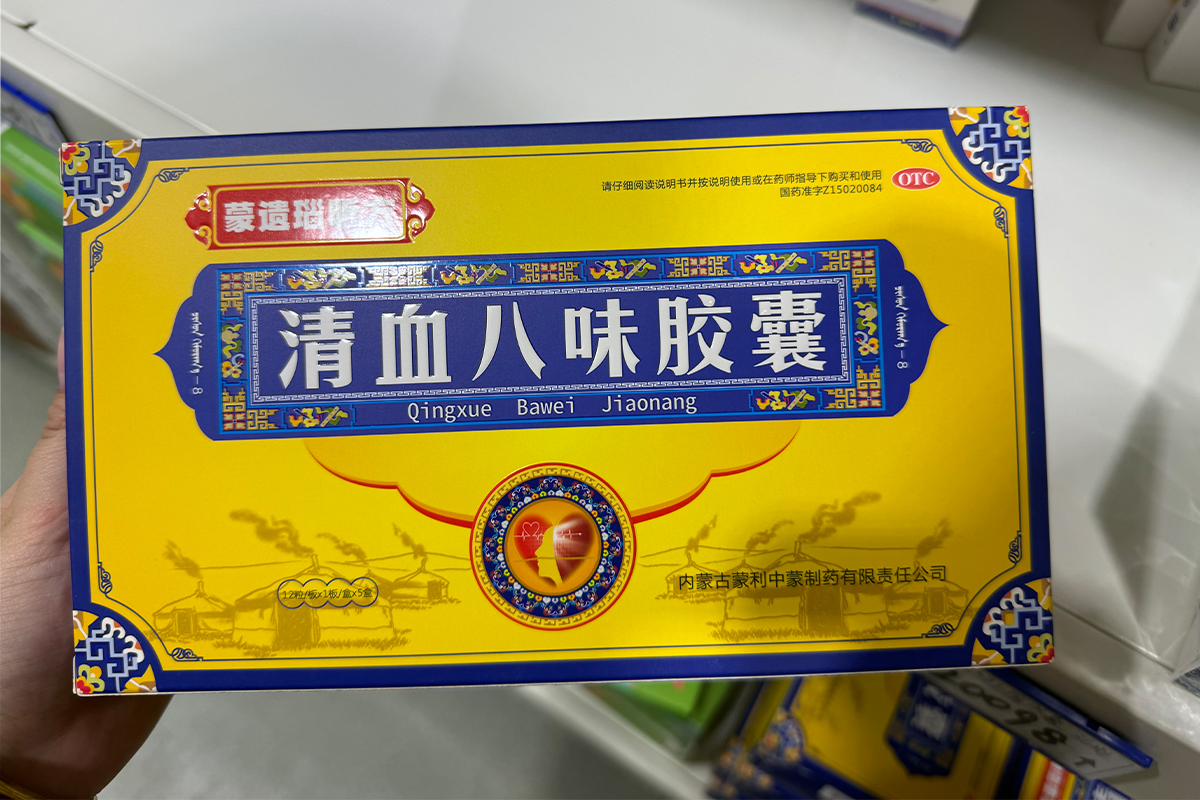 请仔细阅读说明书并按说明使用或在药师指导下购买和使用
国药准字Z15020084
OTC
蒙遗瑙
清血八味胶囊
Qingxue Bawei Jiaonang
12粒/板x1板/盒x5盒
内蒙古蒙利中蒙制药有限责任公司